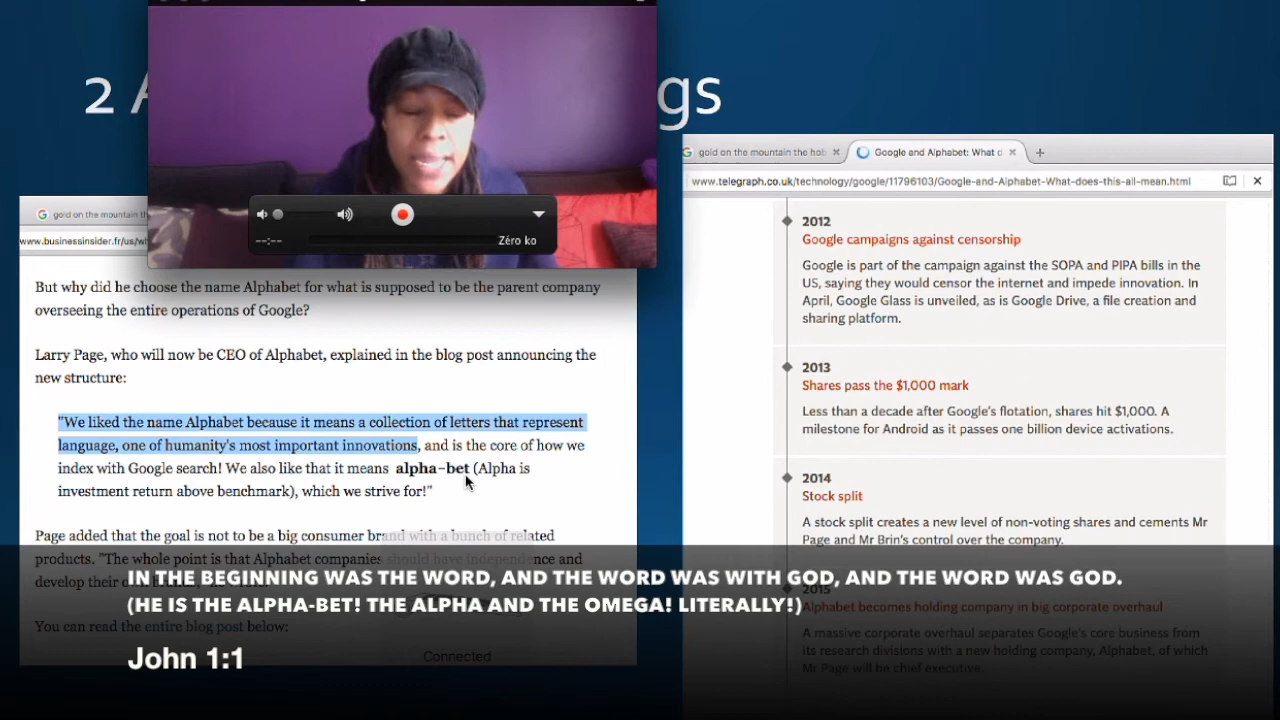 2 A
gs
gold on the mountain th
www.businessinsider.fr/us/wh
--:--
Zéro ko
But why did he choose the name Alphabet for what is supposed to be the parent company
overseeing the entire operations of Google?
Larry Page, who will now be CEO of Alphabet, explained in the blog post announcing the
new structure:
"We liked the name Alphabet because it means a collection of letters that represent
language, one of humanity's most important innovations, and is the core of how we
index with Google search! We also like that it means alpha-bet (Alpha is
investment return above benchmark), which we strive for!"
Page added that the goal is not to be a big consumer brand with a bunch of related
products. "The whole point is that Alphabet companies should have independence and
develop their
You can read the entire blog post below:
Connected
gold on the mountain the hol
Google and Alphabet: What d
www.telegraph.co.uk/technology/google/11796103/Google-and-Alphabet-What-does-this-all-mean.html
2012
Google campaigns against censorship
Google is part of the campaign against the SOPA and PIPA bills in the
US, saying they would censor the internet and impede innovation. In
April, Google Glass is unveiled, as is Google Drive, a file creation and
sharing platform.
2013
Shares pass the $1,000 mark
Less than a decade after Google's flotation, shares hit $1,000. A
milestone for Android as it passes one billion device activations.
2014
Stock split
A stock split creates a new level of non-voting shares and cements Mr
Page and Mr Brin's control over the company.
2015
Alphabet becomes holding company in big corporate overhaul
A massive corporate overhaul separates Google's core business from
its research divisions with a new holding company, Alphabet, of which
Mr Page will be chief executive.
IN THE BEGINNING WAS THE WORD, AND THE WORD WAS WITH GOD, AND THE WORD WAS GOD.
(HE IS THE ALPHA-BET! THE ALPHA AND THE OMEGA! LITERALLY!)
John 1:1